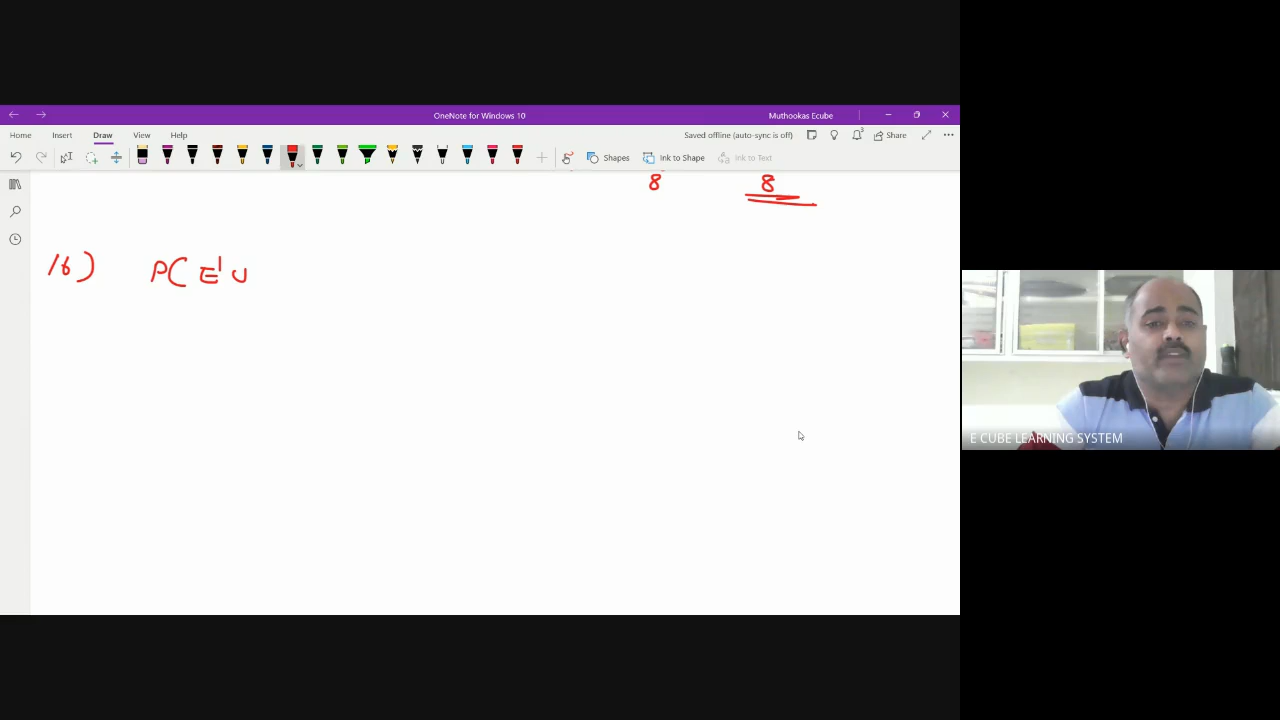 OneNote for Windows 10
Muthookas Ecube
Home Insert Draw View Help
Saved offline (auto-sync is off)
3
Share
Shapes
Ink to Shape
Ink to Text
8 8
16) P( E' ∪
E CUBE LEARNING SYSTEM